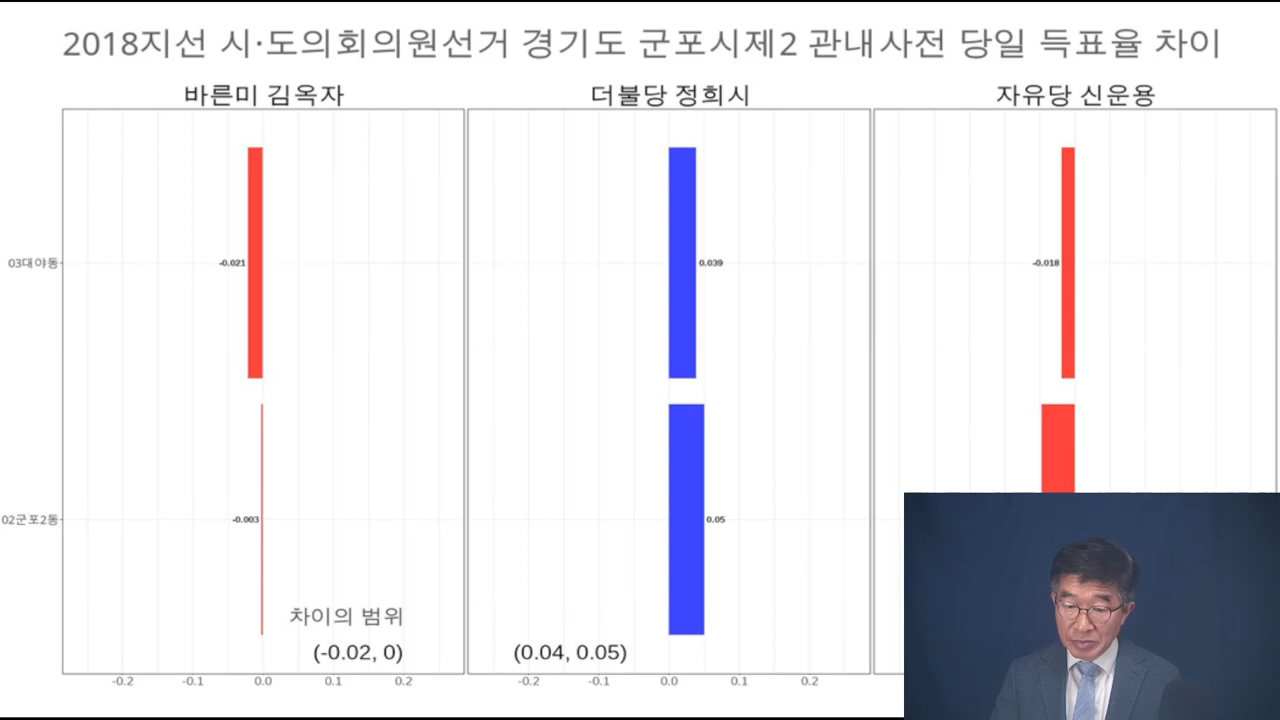 2018지선 시·도의회의원선거 경기도 군포시제2 관내사전 당일 득표율 차이
바른미 김옥자
더불당 정희시
자유당 신운용
03대야동
-0.021
0.039
-0.018
02군포2동
-0.003
0.05
차이의 범위
(-0.02, 0)
(0.04, 0.05)
-0.2 -0.1 0.0 0.1 0.2
-0.2 -0.1 0.0 0.1 0.2